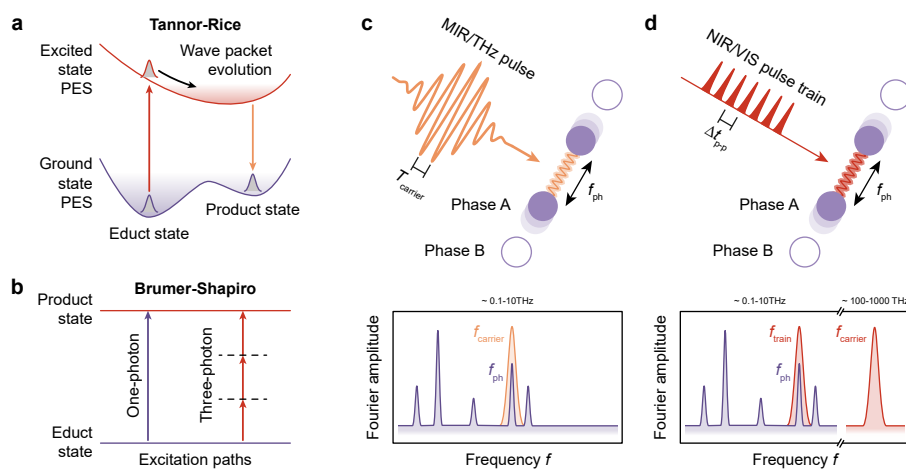 a
Tannor-Rice
Excited
state
PES
Wave packet
evolution
Ground
state
PES
Product state
Educt state
b
Brumer-Shapiro
Product
state
One-photon
Three-photon
Educt
state
Excitation paths
c
MIR/THz pulse
T carrier
f ph
Phase A
Phase B
~ 0.1-10THz
f carrier
f ph
Fourier amplitude
Frequency f
d
NIR/VIS pulse train
Δt p-p
f ph
Phase A
Phase B
~ 0.1-10THz
~ 100-1000 THz
f train
f carrier
f ph
Fourier amplitude
Frequency f